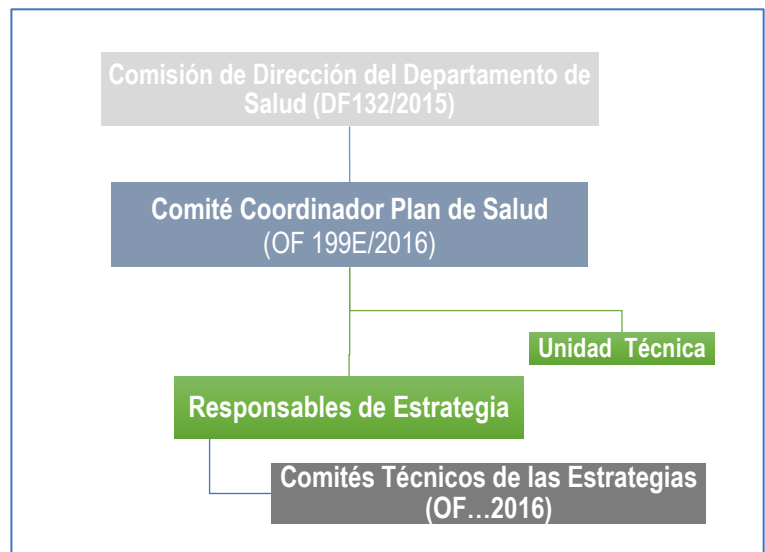 Comisión de Dirección del Departamento de
Salud (DF132/2015)
Comité Coordinador Plan de Salud
(OF 199E/2016)
Unidad Técnica
Responsables de Estrategia
Comités Técnicos de las Estrategias
(OF...2016)